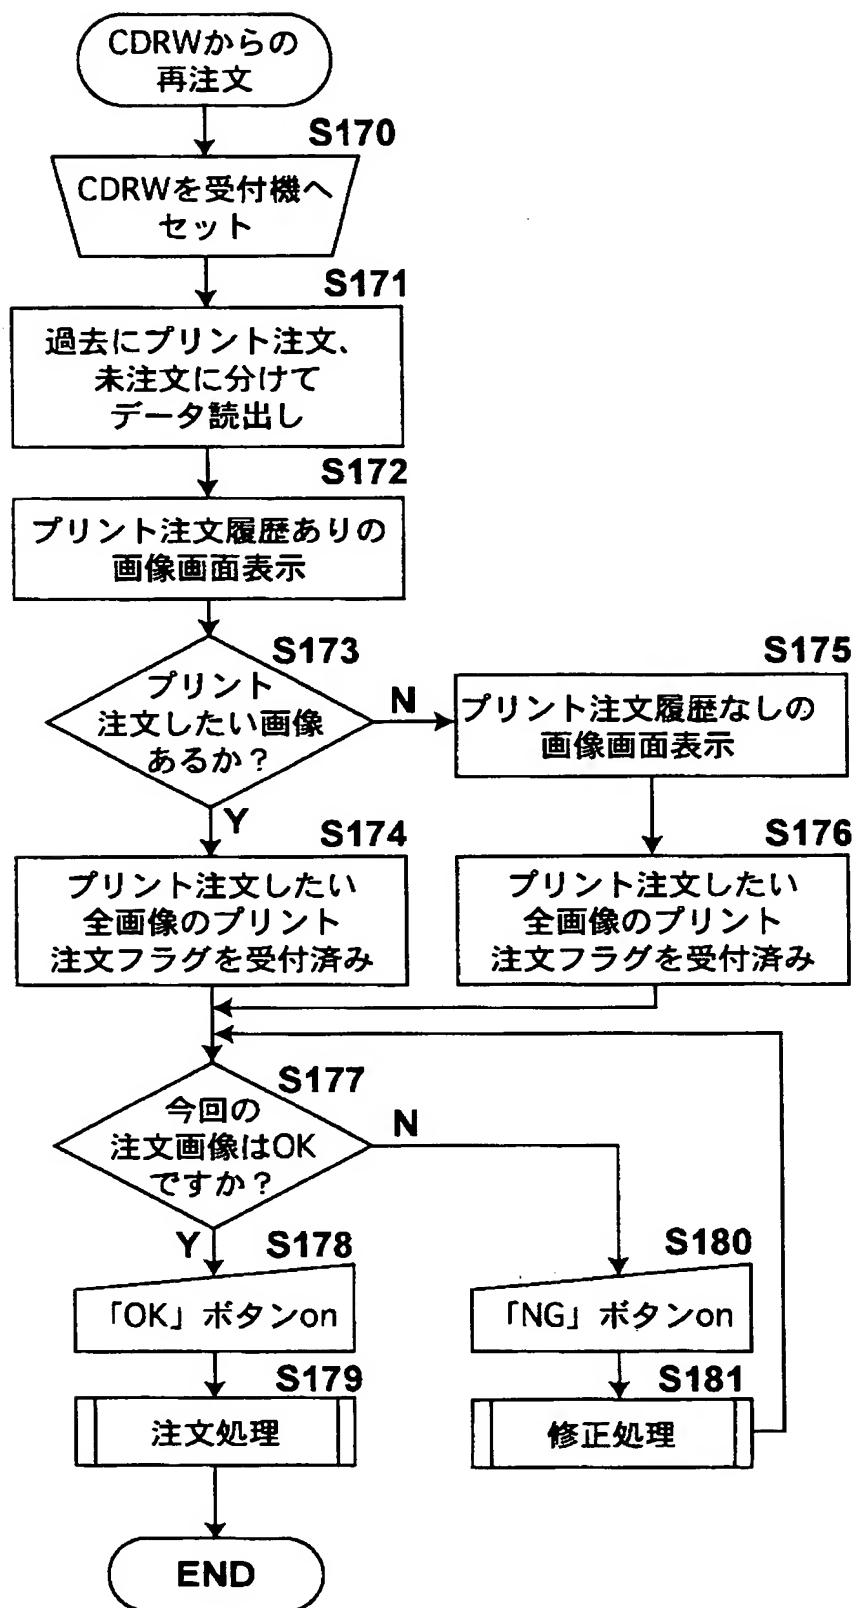 CDRWからの
再注文
S170
CDRWを受付機へ
セット
S171
過去にプリント注文、
未注文に分けて
データ読出し
S172
プリント注文履歴ありの
画像画面表示
S173
プリント
注文したい画像
あるか？
N
Y
S175
プリント注文履歴なしの
画像画面表示
S174
プリント注文したい
全画像のプリント
注文フラグを受付済み
S176
プリント注文したい
全画像のプリント
注文フラグを受付済み
S177
今回の
注文画像はOK
ですか？
N
Y
S178
「OK」ボタンon
S180
「NG」ボタンon
S179
注文処理
S181
修正処理
END